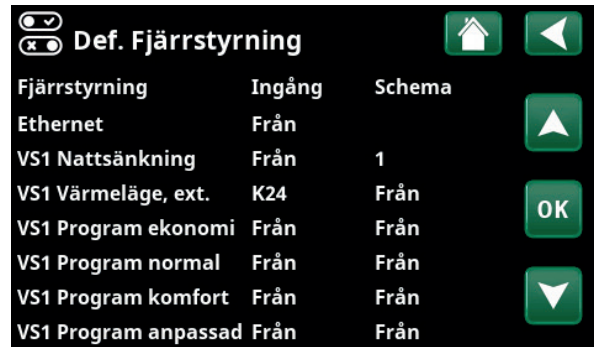 Def. Fjärrstyrning
Fjärrstyrning Ingång Schema
Ethernet Från
VS1 Nattsänkning Från 1
VS1 Värmeläge, ext. K24 Från
VS1 Program ekonomi Från Från
VS1 Program normal Från Från
VS1 Program komfort Från Från
VS1 Program anpassad Från Från
OK